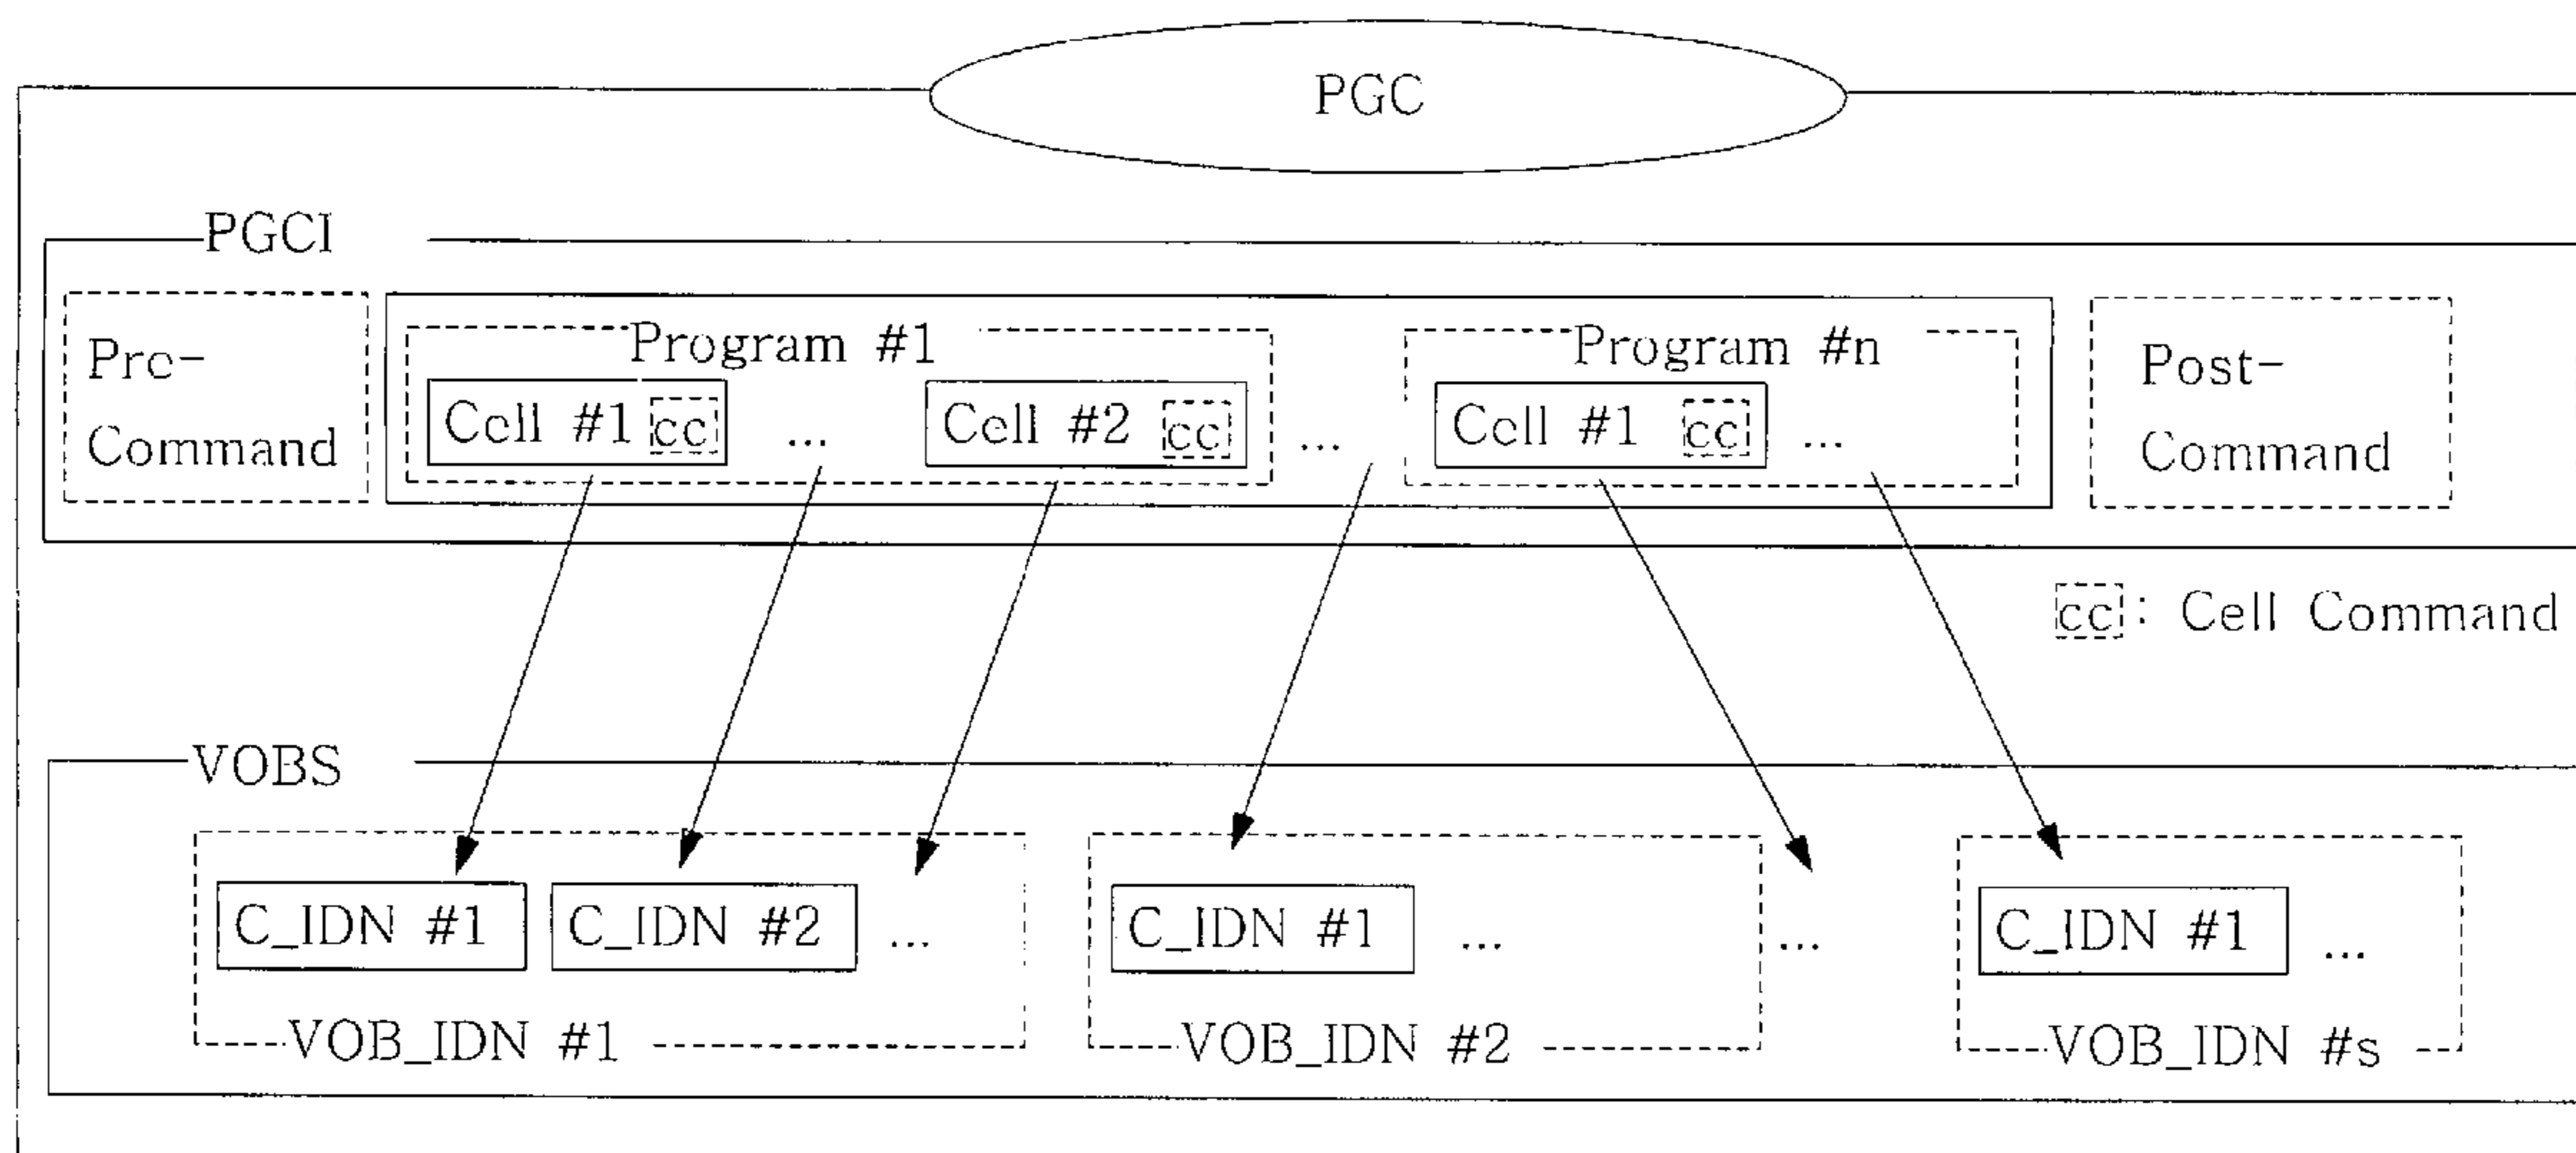 PGC
PGCI
Pre-
Command
Program #1
Cell #1 cc
...
Cell #2 cc
...
Program #n
Cell #1 cc
...
Post-
Command
cc: Cell Command
VOBS
C_IDN #1
C_IDN #2
...
VOB_IDN #1
C_IDN #1
...
VOB_IDN #2
...
C_IDN #1
...
VOB_IDN #s